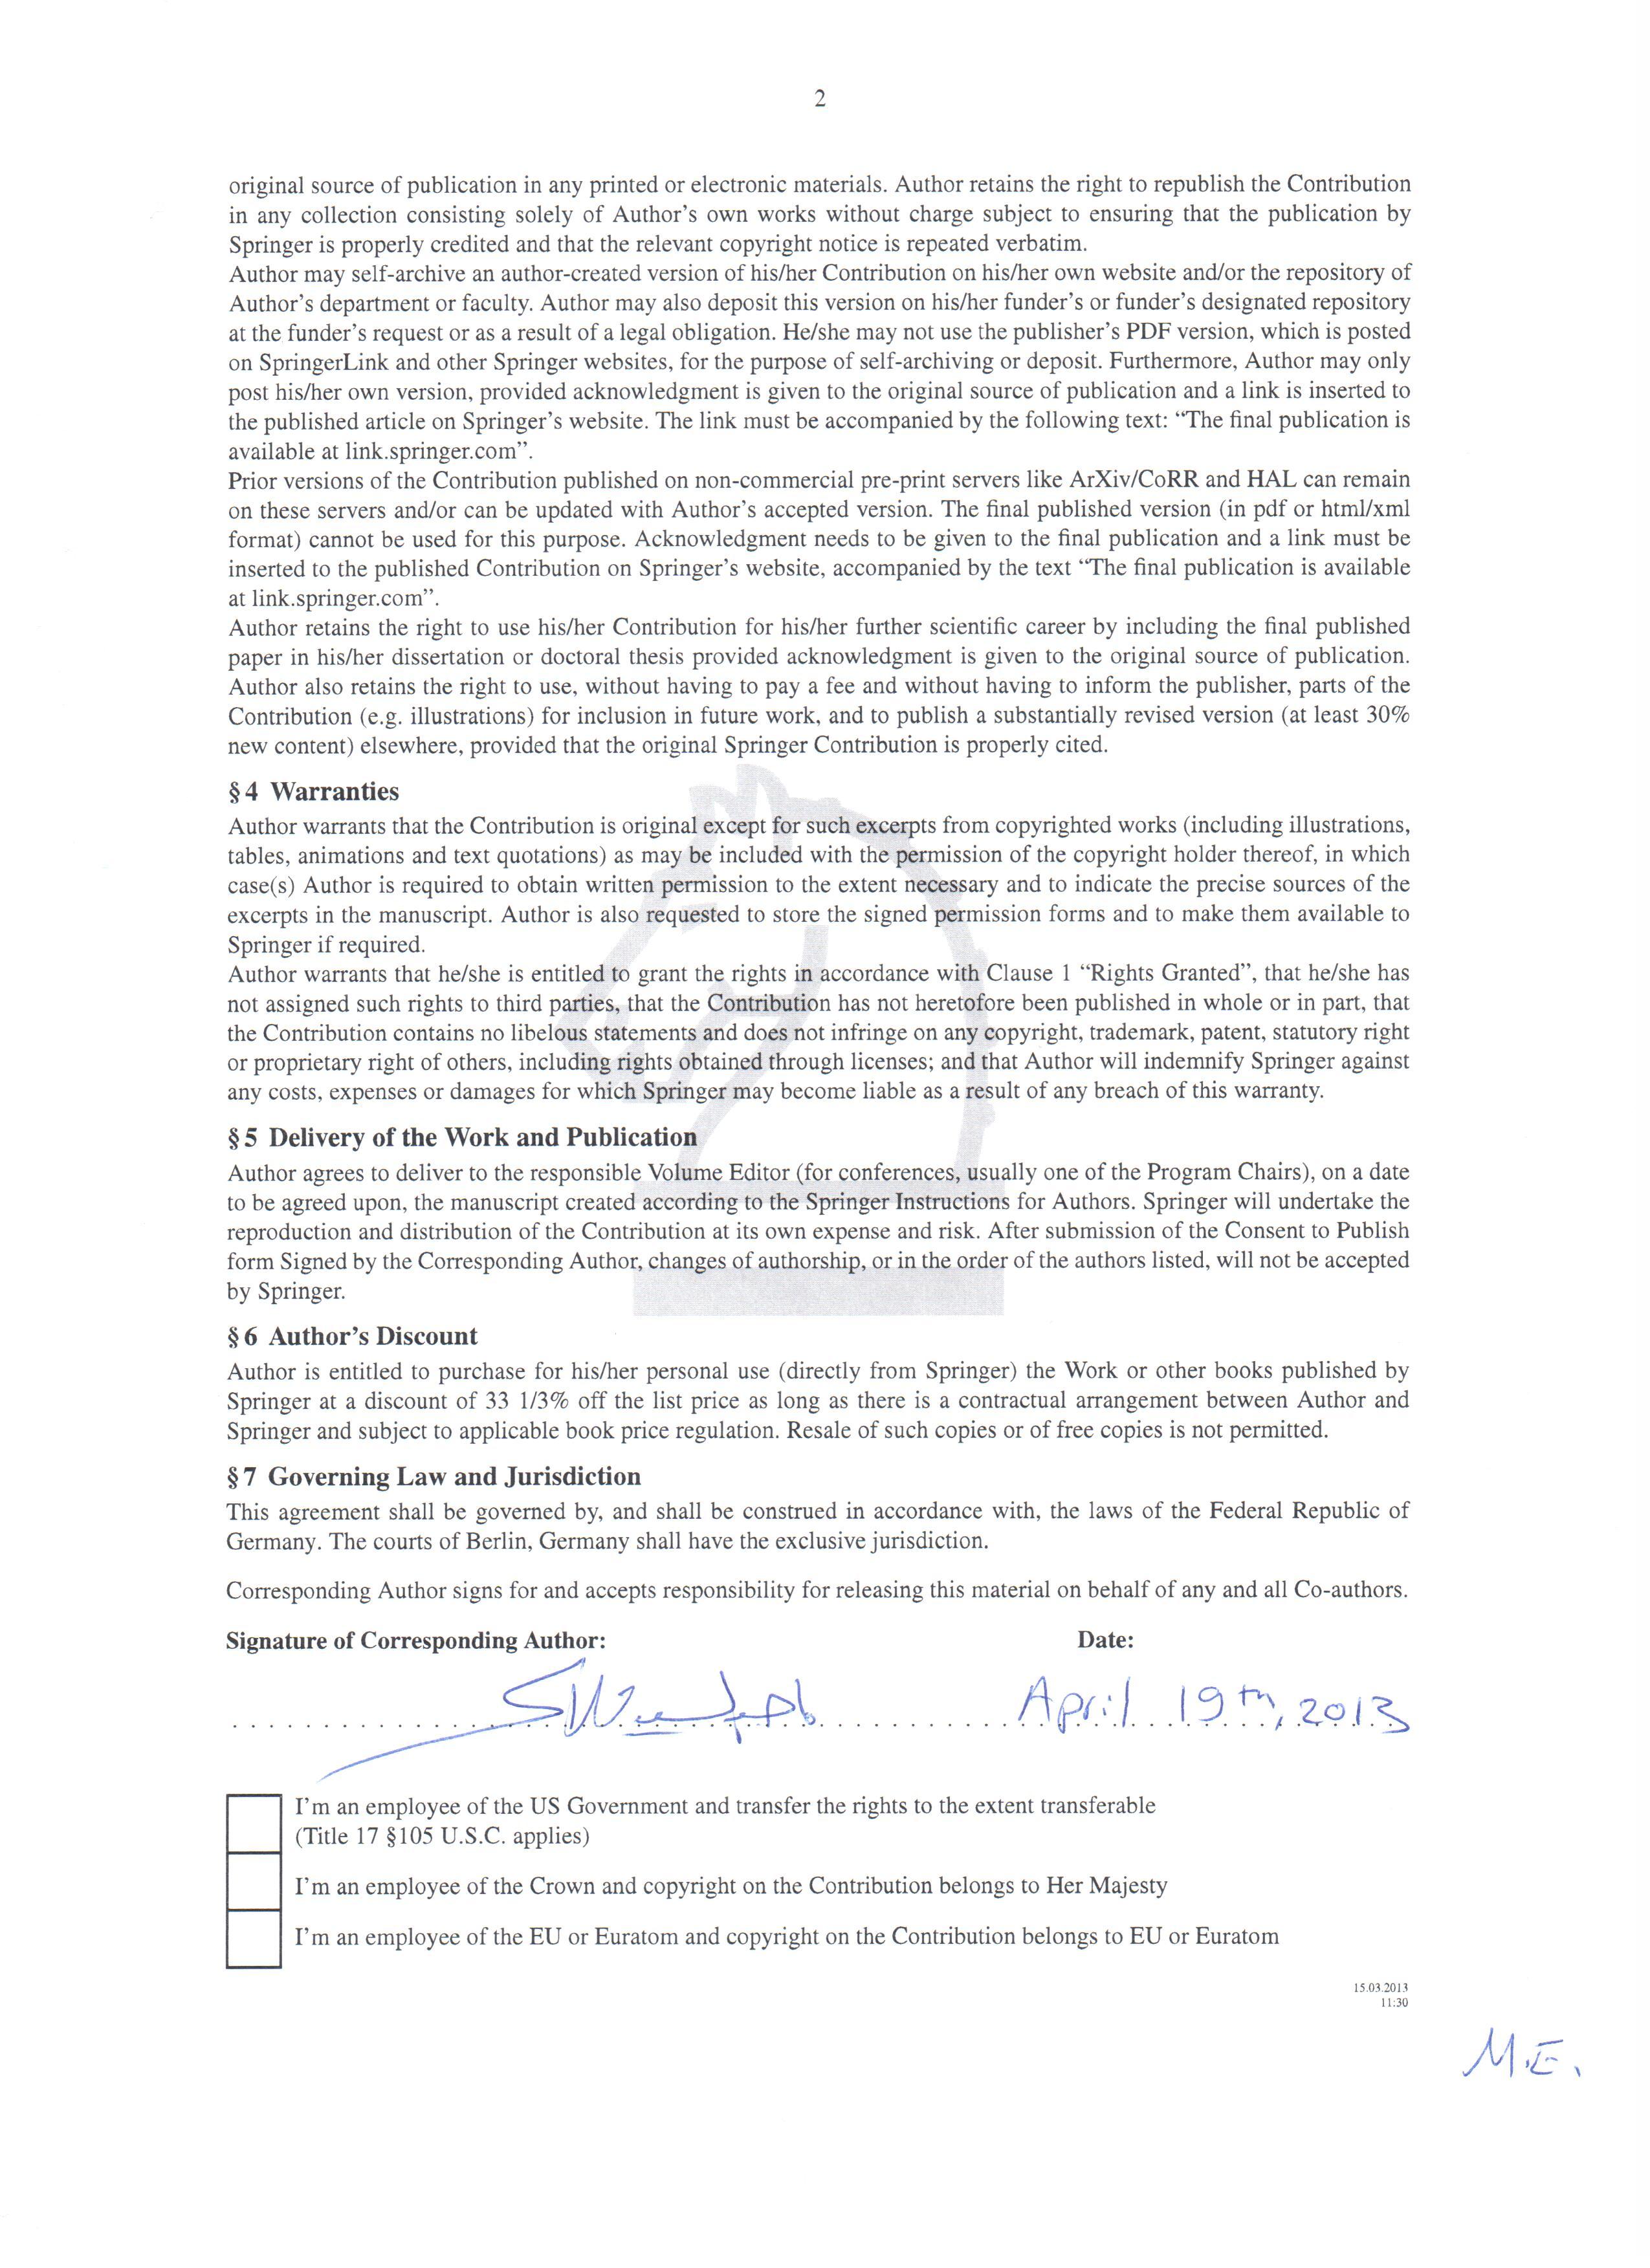 2
original source of publication in any printed or electronic materials. Author retains the right to republish the Contribution
in any collection consisting solely of Author’s own works without charge subject to ensuring that the publication by
Springer is properly credited and that the relevant copyright notice is repeated verbatim.
Author may self-archive an author-created version of his/her Contribution on his/her own website and/or the repository of
Author’s department or faculty. Author may also deposit this version on his/her funder’s or funder’s designated repository
at the funder’s request or as a result of a legal obligation. He/she may not use the publisher’s PDF version, which is posted
on SpringerLink and other Springer websites, for the purpose of self-archiving or deposit. Furthermore, Author may only
post his/her own version, provided acknowledgment is given to the original source of publication and a link is inserted to
the published article on Springer’s website. The link must be accompanied by the following text: “The final publication is
available at link.springer.com”.
Prior versions of the Contribution published on non-commercial pre-print servers like ArXiv/CoRR and HAL can remain
on these servers and/or can be updated with Author’s accepted version. The final published version (in pdf or html/xml
format) cannot be used for this purpose. Acknowledgment needs to be given to the final publication and a link must be
inserted to the published Contribution on Springer’s website, accompanied by the text “The final publication is available
at link.springer.com”.
Author retains the right to use his/her Contribution for his/her further scientific career by including the final published
paper in his/her dissertation or doctoral thesis provided acknowledgment is given to the original source of publication.
Author also retains the right to use, without having to pay a fee and without having to inform the publisher, parts of the
Contribution (e.g. illustrations) for inclusion in future work, and to publish a substantially revised version (at least 30%
new content) elsewhere, provided that the original Springer Contribution is properly cited.
§ 4 Warranties
Author warrants that the Contribution is original except for such excerpts from copyrighted works (including illustrations,
tables, animations and text quotations) as may be included with the permission of the copyright holder thereof, in which
case(s) Author is required to obtain written permission to the extent necessary and to indicate the precise sources of the
excerpts in the manuscript. Author is also requested to store the signed permission forms and to make them available to
Springer if required.
Author warrants that he/she is entitled to grant the rights in accordance with Clause 1 “Rights Granted”, that he/she has
not assigned such rights to third parties, that the Contribution has not heretofore been published in whole or in part, that
the Contribution contains no libelous statements and does not infringe on any copyright, trademark, patent, statutory right
or proprietary right of others, including rights obtained through licenses; and that Author will indemnify Springer against
any costs, expenses or damages for which Springer may become liable as a result of any breach of this warranty.
§ 5 Delivery of the Work and Publication
Author agrees to deliver to the responsible Volume Editor (for conferences, usually one of the Program Chairs), on a date
to be agreed upon, the manuscript created according to the Springer Instructions for Authors. Springer will undertake the
reproduction and distribution of the Contribution at its own expense and risk. After submission of the Consent to Publish
form Signed by the Corresponding Author, changes of authorship, or in the order of the authors listed, will not be accepted
by Springer.
§ 6 Author’s Discount
Author is entitled to purchase for his/her personal use (directly from Springer) the Work or other books published by
Springer at a discount of 33 1/3% off the list price as long as there is a contractual arrangement between Author and
Springer and subject to applicable book price regulation. Resale of such copies or of free copies is not permitted.
§ 7 Governing Law and Jurisdiction
This agreement shall be governed by, and shall be construed in accordance with, the laws of the Federal Republic of
Germany. The courts of Berlin, Germany shall have the exclusive jurisdiction.
Corresponding Author signs for and accepts responsibility for releasing this material on behalf of any and all Co-authors.
Signature of Corresponding Author: Date:
April 19th, 2013
I’m an employee of the US Government and transfer the rights to the extent transferable
(Title 17 §105 U.S.C. applies)
I’m an employee of the Crown and copyright on the Contribution belongs to Her Majesty
I’m an employee of the EU or Euratom and copyright on the Contribution belongs to EU or Euratom
15.03.2013
11:30
M.E.